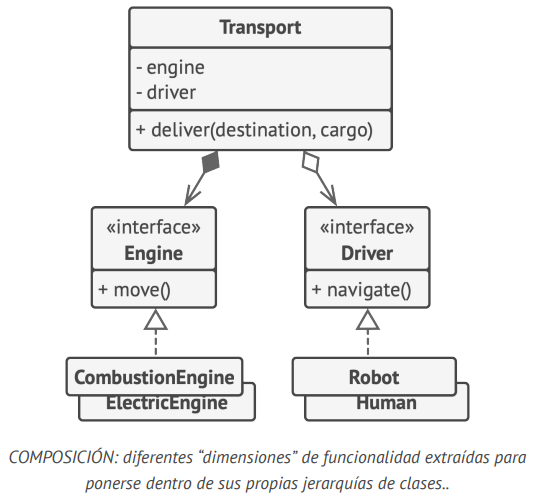 Transport
- engine
- driver
+ deliver(destination, cargo)
«interface»
Engine
+ move()
«interface»
Driver
+ navigate()
CombustionEngine
ElectricEngine
Robot
Human
COMPOSICIÓN: diferentes “dimensiones” de funcionalidad extraídas para
ponerse dentro de sus propias jerarquías de clases..